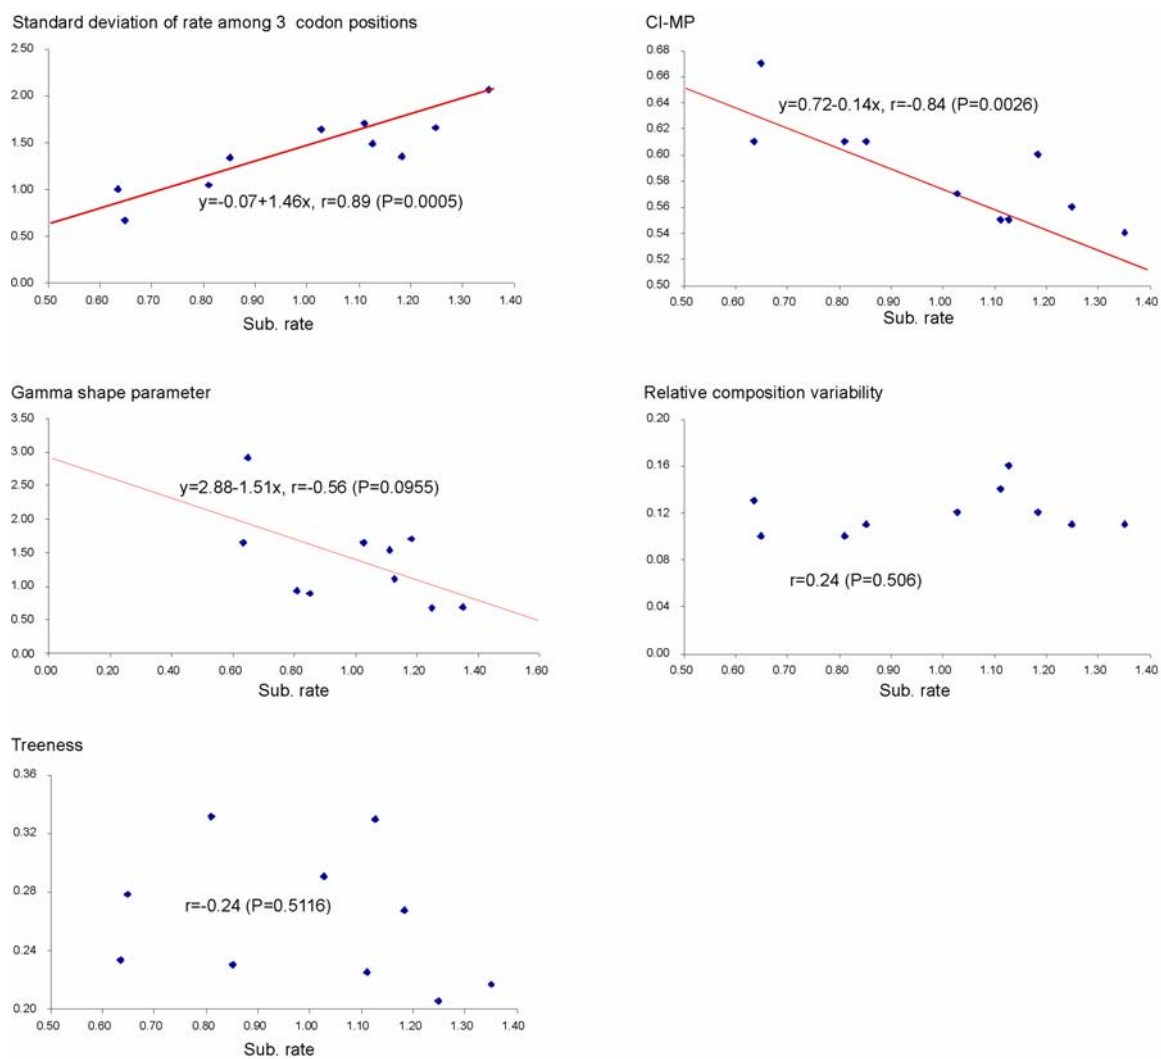 Standard deviation of rate among 3 codon positions
2.50
2.00
1.50
1.00
0.50
0.00
y=-0.07+1.46x, r=0.89 (P=0.0005)
0.50 0.60 0.70 0.80 0.90 1.00 1.10 1.20 1.30 1.40
Sub. rate
CI-MP
0.68
0.66
0.64
0.62
0.60
0.58
0.56
0.54
0.52
0.50
y=0.72-0.14x, r=-0.84 (P=0.0026)
0.50 0.60 0.70 0.80 0.90 1.00 1.10 1.20 1.30 1.40
Sub. rate
Gamma shape parameter
3.50
3.00
2.50
2.00
1.50
1.00
0.50
0.00
y=2.88-1.51x, r=-0.56 (P=0.0955)
0.00 0.20 0.40 0.60 0.80 1.00 1.20 1.40 1.60
Sub. rate
Relative composition variability
0.20
0.16
0.12
0.08
0.04
0.00
r=0.24 (P=0.506)
0.50 0.60 0.70 0.80 0.90 1.00 1.10 1.20 1.30 1.40
Sub. rate
Treeness
0.36
0.32
0.28
0.24
0.20
r=-0.24 (P=0.5116)
0.50 0.60 0.70 0.80 0.90 1.00 1.10 1.20 1.30 1.40
Sub. rate